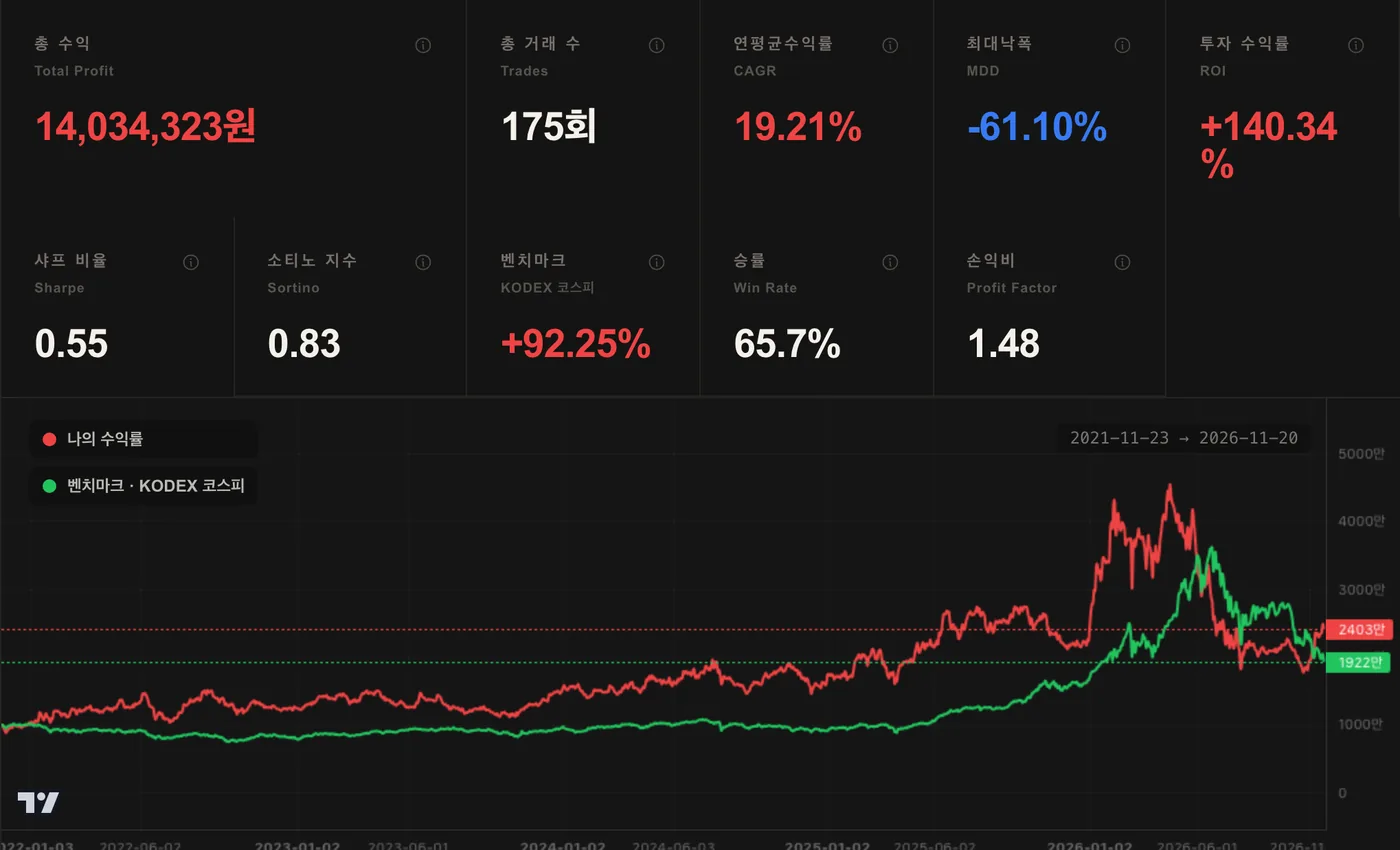 총 수익
Total Profit
14,034,323원
총 거래 수
Trades
175회
연평균수익률
CAGR
19.21%
최대낙폭
MDD
-61.10%
투자 수익률
ROI
+140.34
%
샤프 비율
Sharpe
0.55
소티노 지수
Sortino
0.83
벤치마크
KODEX 코스피
+92.25%
승률
Win Rate
65.7%
손익비
Profit Factor
1.48
나의 수익률
벤치마크 · KODEX 코스피
2021-11-23 → 2026-11-20
5000만
4000만
3000만
2403만
1922만
1000만
0
22-01-03 2022-06-02 2023-01-02 2023-06-01 2024-01-02 2024-06-03 2025-01-02 2025-06-02 2026-01-02 2026-06-01 2026-11